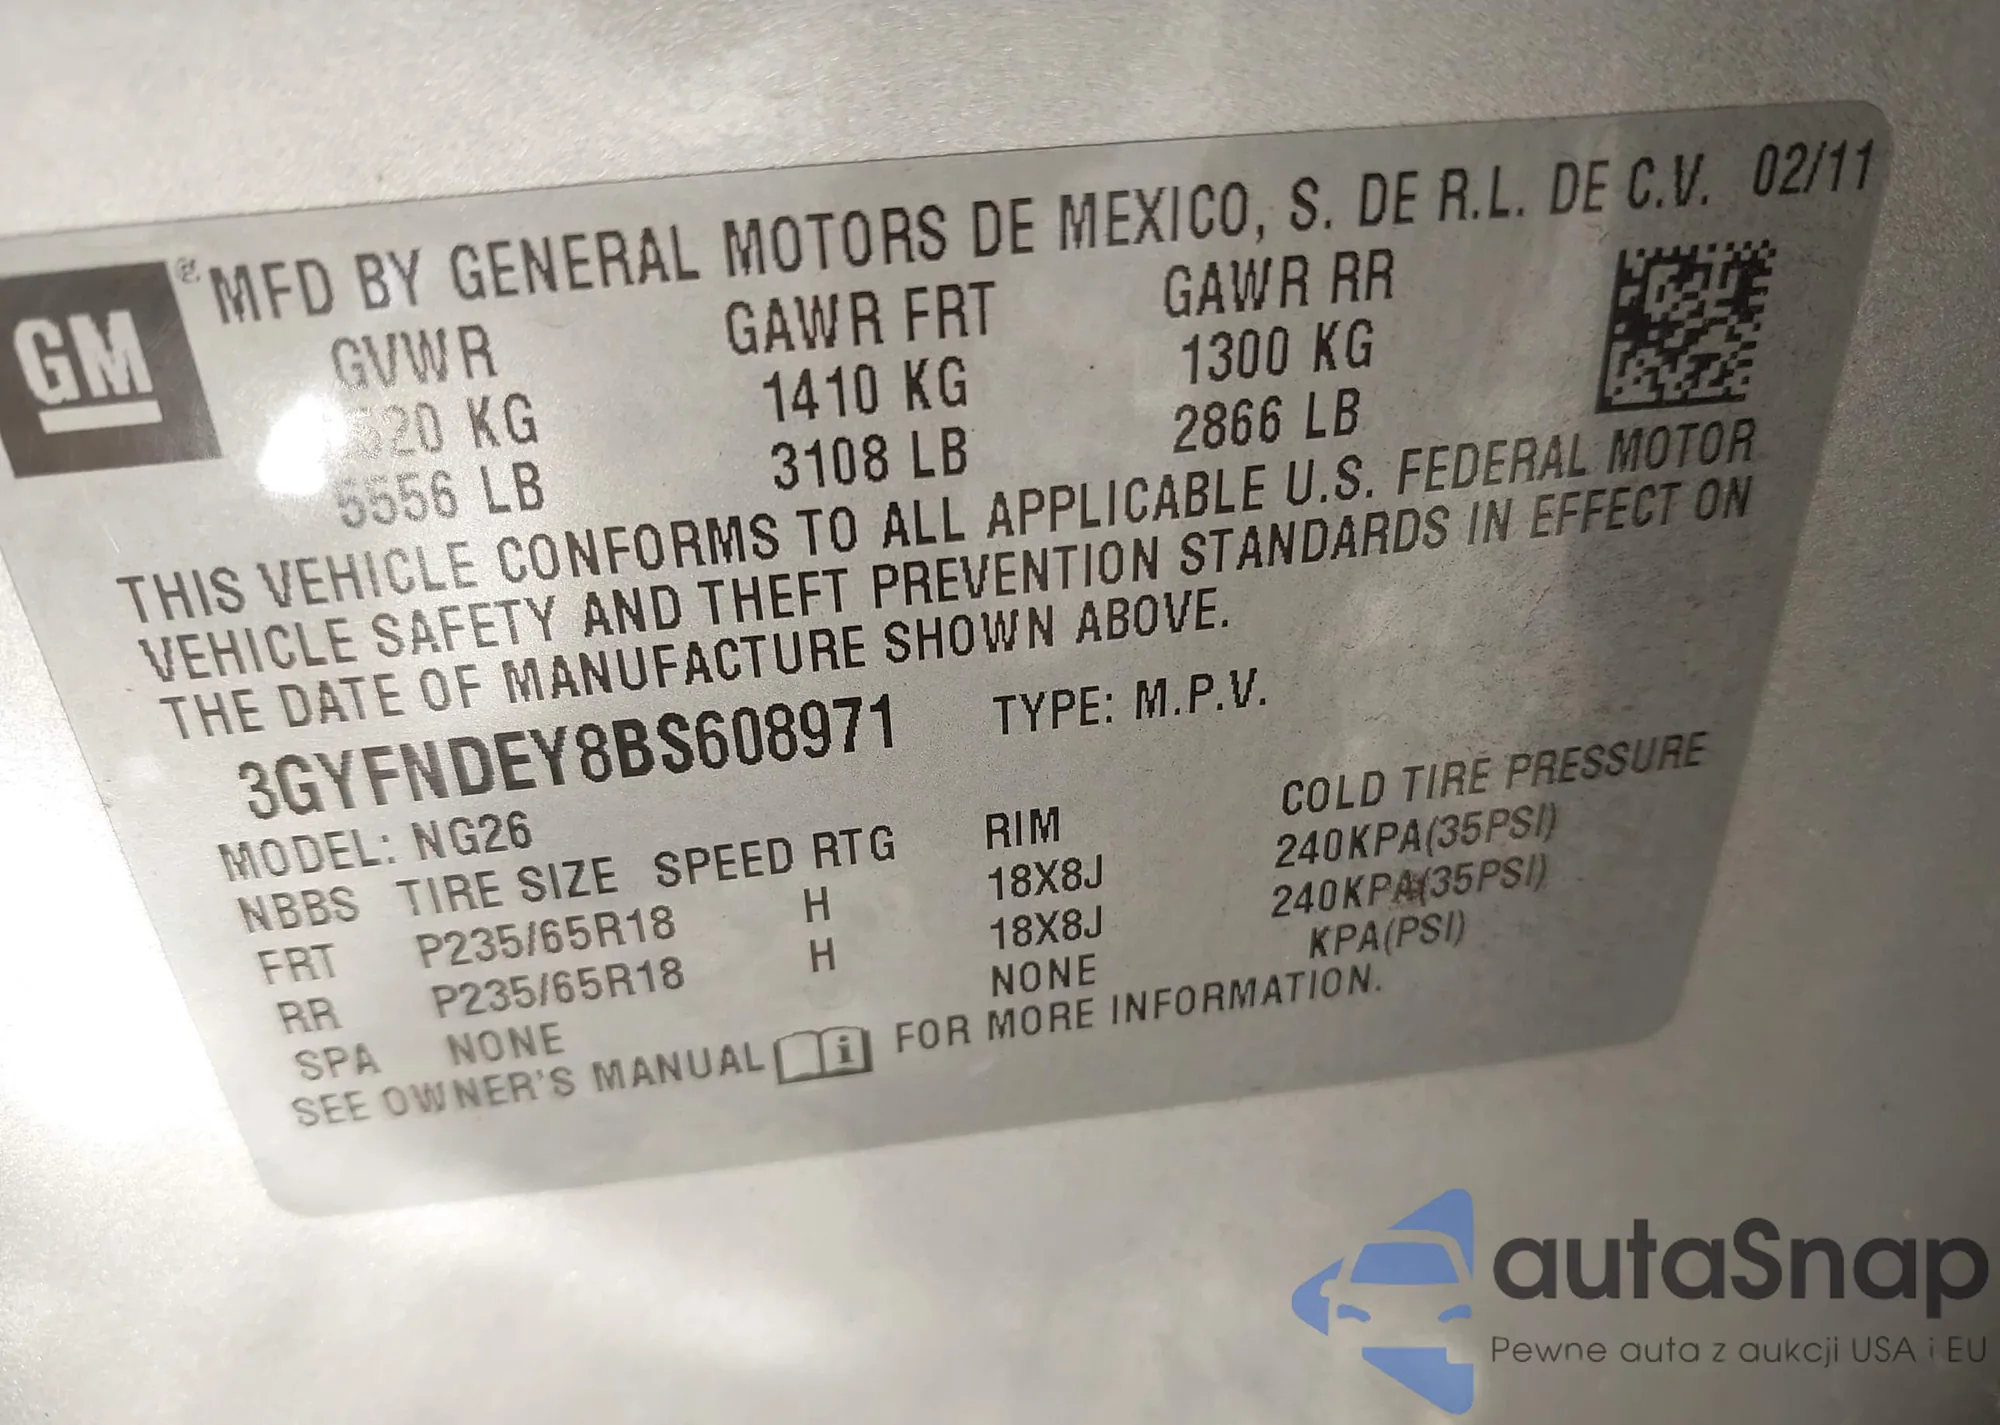 GM
® MFD BY GENERAL MOTORS DE MEXICO, S. DE R.L. DE C.V. 02/11
GVWR GAWR FRT GAWR RR
KG 1410 KG 1300 KG
5556 LB 3108 LB 2866 LB
THIS VEHICLE CONFORMS TO ALL APPLICABLE U.S. FEDERAL MOTOR
VEHICLE SAFETY AND THEFT PREVENTION STANDARDS IN EFFECT ON
THE DATE OF MANUFACTURE SHOWN ABOVE.
3GYFNDEY8BS608971 TYPE: M.P.V.
MODEL: NG26
NBBS TIRE SIZE SPEED RTG RIM COLD TIRE PRESSURE
FRT P235/65R18 H 18X8J 240KPA(35PSI)
RR P235/65R18 H 18X8J 240KPA(35PSI)
SPA NONE NONE KPA(PSI)
SEE OWNER'S MANUAL i FOR MORE INFORMATION.
autaSnap
Pewne auta z aukcji USA i EU